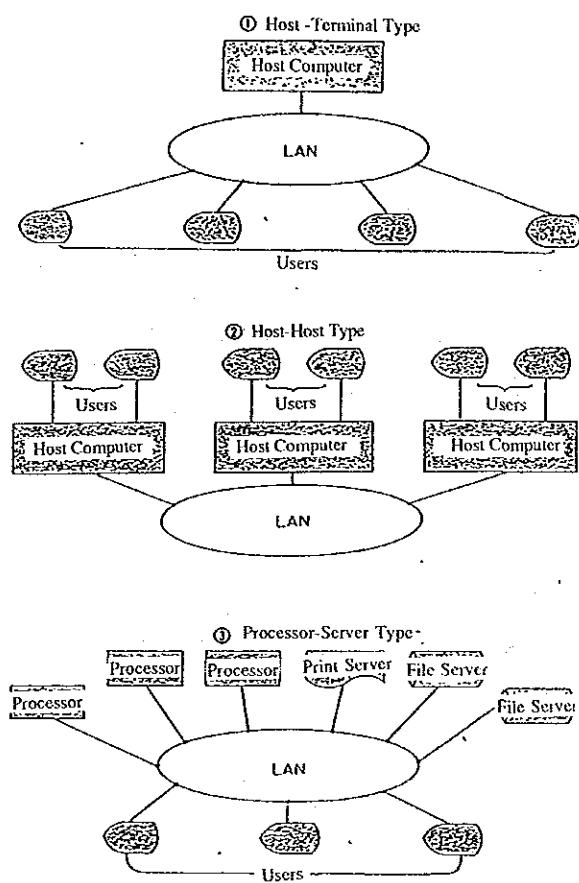 ① Host -Terminal Type
Host Computer
LAN
Users
② Host-Host Type
Users Users Users
Host Computer Host Computer Host Computer
LAN
③ Processor-Server Type
Processor Processor Print Server File Server
Processor File Server
LAN
Users